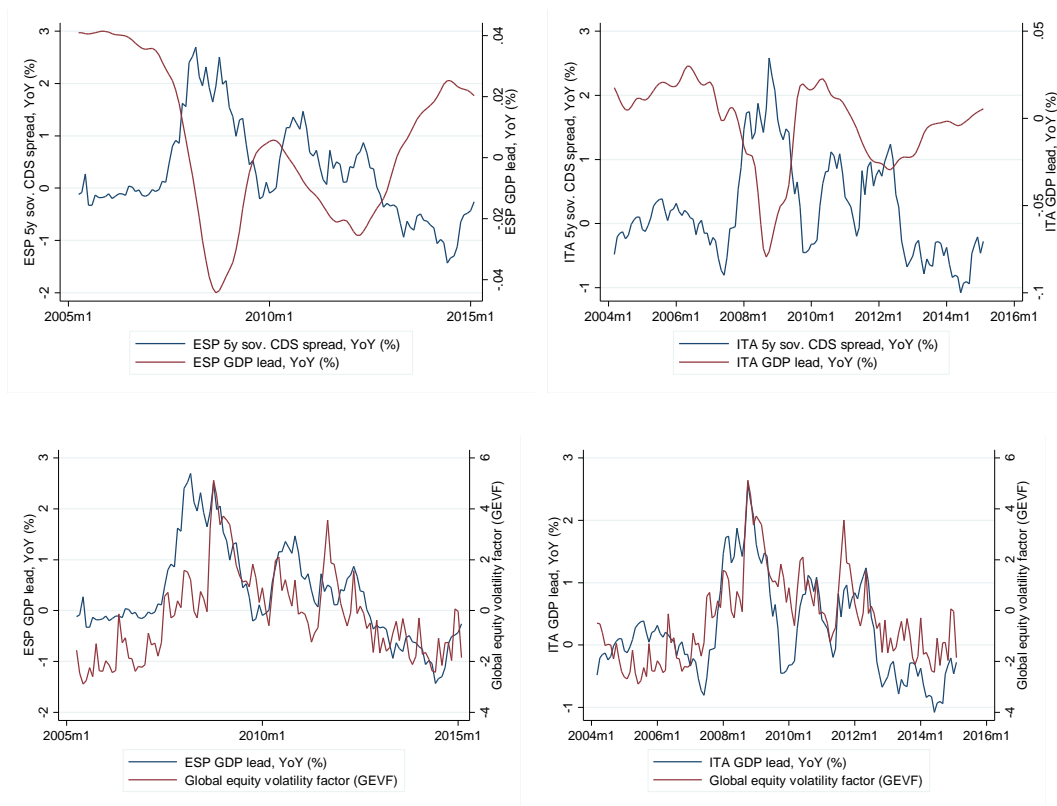 ESP 5y sov. CDS spread, YoY (%)
3
2
1
0
-1
-2
.04
.02
0
-.02
-.04
ESP GDP lead, YoY (%)
2005m1 2010m1 2015m1
ESP 5y sov. CDS spread, YoY (%)
ESP GDP lead, YoY (%)
ITA 5y sov. CDS spread, YoY (%)
3
2
1
0
-1
.05
0
-.05
-.1
ITA GDP lead, YoY (%)
2004m1 2006m1 2008m1 2010m1 2012m1 2014m1 2016m1
ITA 5y sov. CDS spread, YoY (%)
ITA GDP lead, YoY (%)
ESP GDP lead, YoY (%)
3
2
1
0
-1
-2
6
4
2
0
-2
-4
Global equity volatility factor (GEVF)
2005m1 2010m1 2015m1
ESP GDP lead, YoY (%)
Global equity volatility factor (GEVF)
ITA GDP lead, YoY (%)
3
2
1
0
-1
6
4
2
0
-2
-4
Global equity volatility factor (GEVF)
2004m1 2006m1 2008m1 2010m1 2012m1 2014m1 2016m1
ITA GDP lead, YoY (%)
Global equity volatility factor (GEVF)